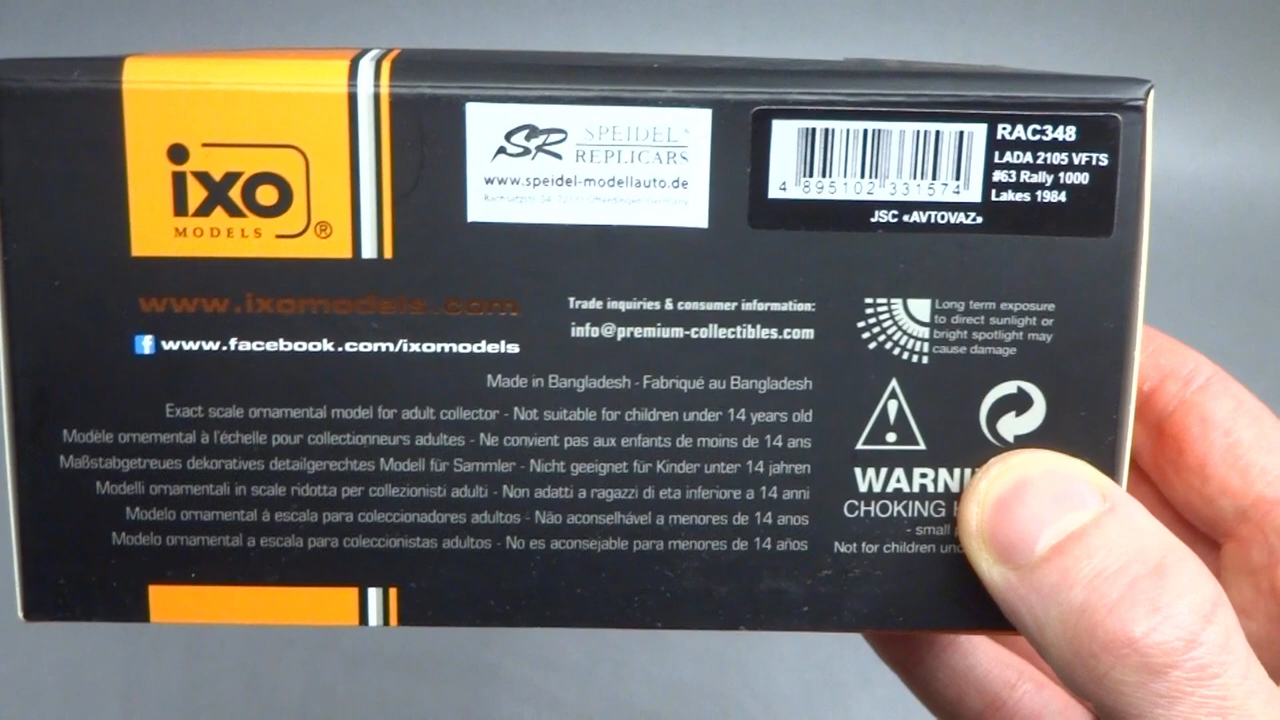 ixo
MODELS ®
SR SPEIDEL
REPLICARS
www.speidel-modellauto.de
4 895102 331574
RAC348
LADA 2105 VFTS
#63 Rally 1000
Lakes 1984
JSC «AVTOVAZ»
www.ixomodels.com
f www.facebook.com/ixomodels
Trade inquiries & consumer information:
info@premium-collectibles.com
Long term exposure
to direct sunlight or
bright spotlight may
cause damage
Made in Bangladesh - Fabriqué au Bangladesh
Exact scale ornamental model for adult collector - Not suitable for children under 14 years old
Modèle ornemental à l'échelle pour collectionneurs adultes - Ne convient pas aux enfants de moins de 14 ans
Maßstabgetreues dekoratives detailgerechtes Modell für Sammler - Nicht geeignet für Kinder unter 14 jahren
Modelli ornamentali in scale ridotta per collezionisti adulti - Non adatti a ragazzi di eta inferiore a 14 anni
Modelo ornamental á escala para coleccionadores adultos - Não aconselhável a menores de 14 anos
Modelo ornamental a escala para coleccionistas adultos - No es aconsejable para menores de 14 años
WARNI
CHOKING
- small
Not for children